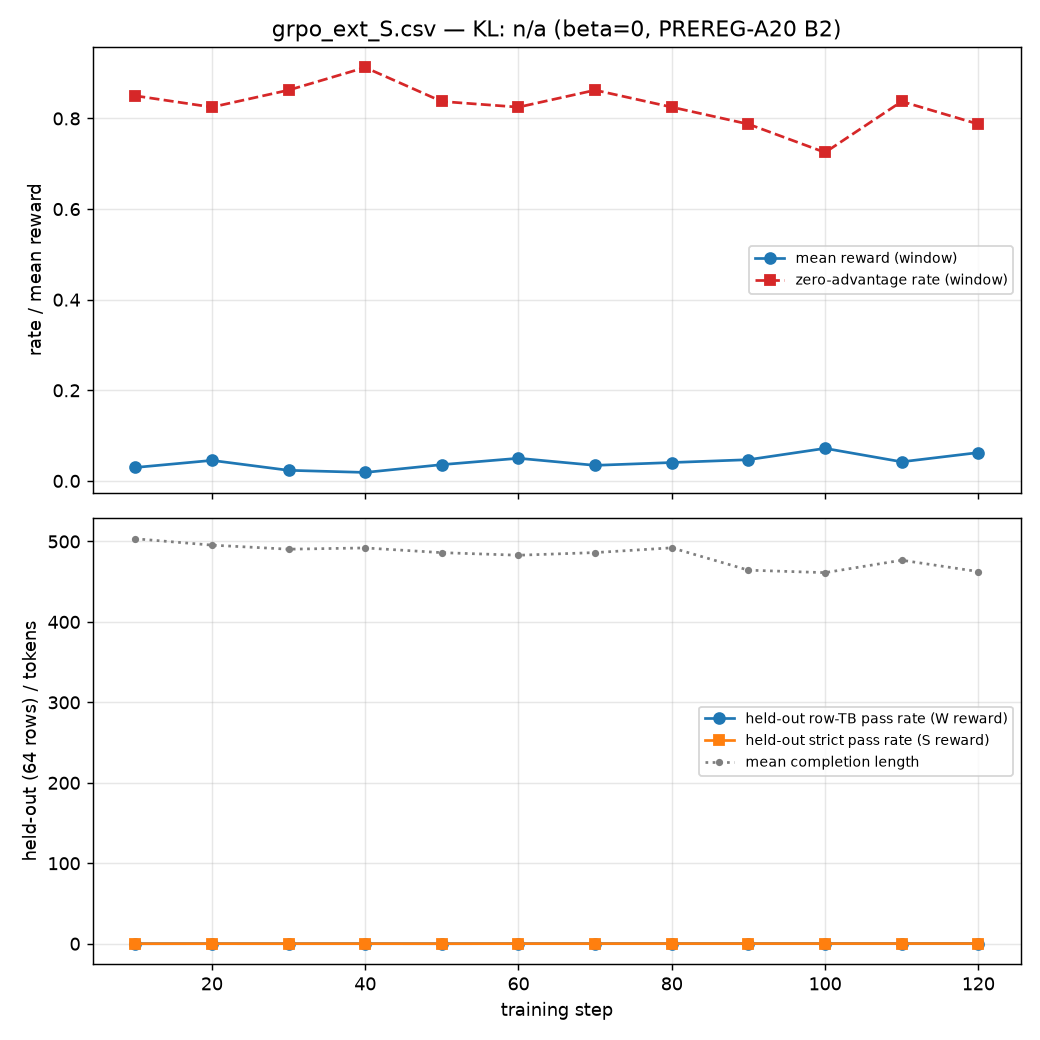 grpo_ext_S.csv — KL: n/a (beta=0, PREREG-A20 B2)
rate / mean reward
0.8
0.6
0.4
0.2
0.0
mean reward (window)
zero-advantage rate (window)
held-out (64 rows) / tokens
500
400
300
200
100
0
held-out row-TB pass rate (W reward)
held-out strict pass rate (S reward)
mean completion length
20 40 60 80 100 120
training step